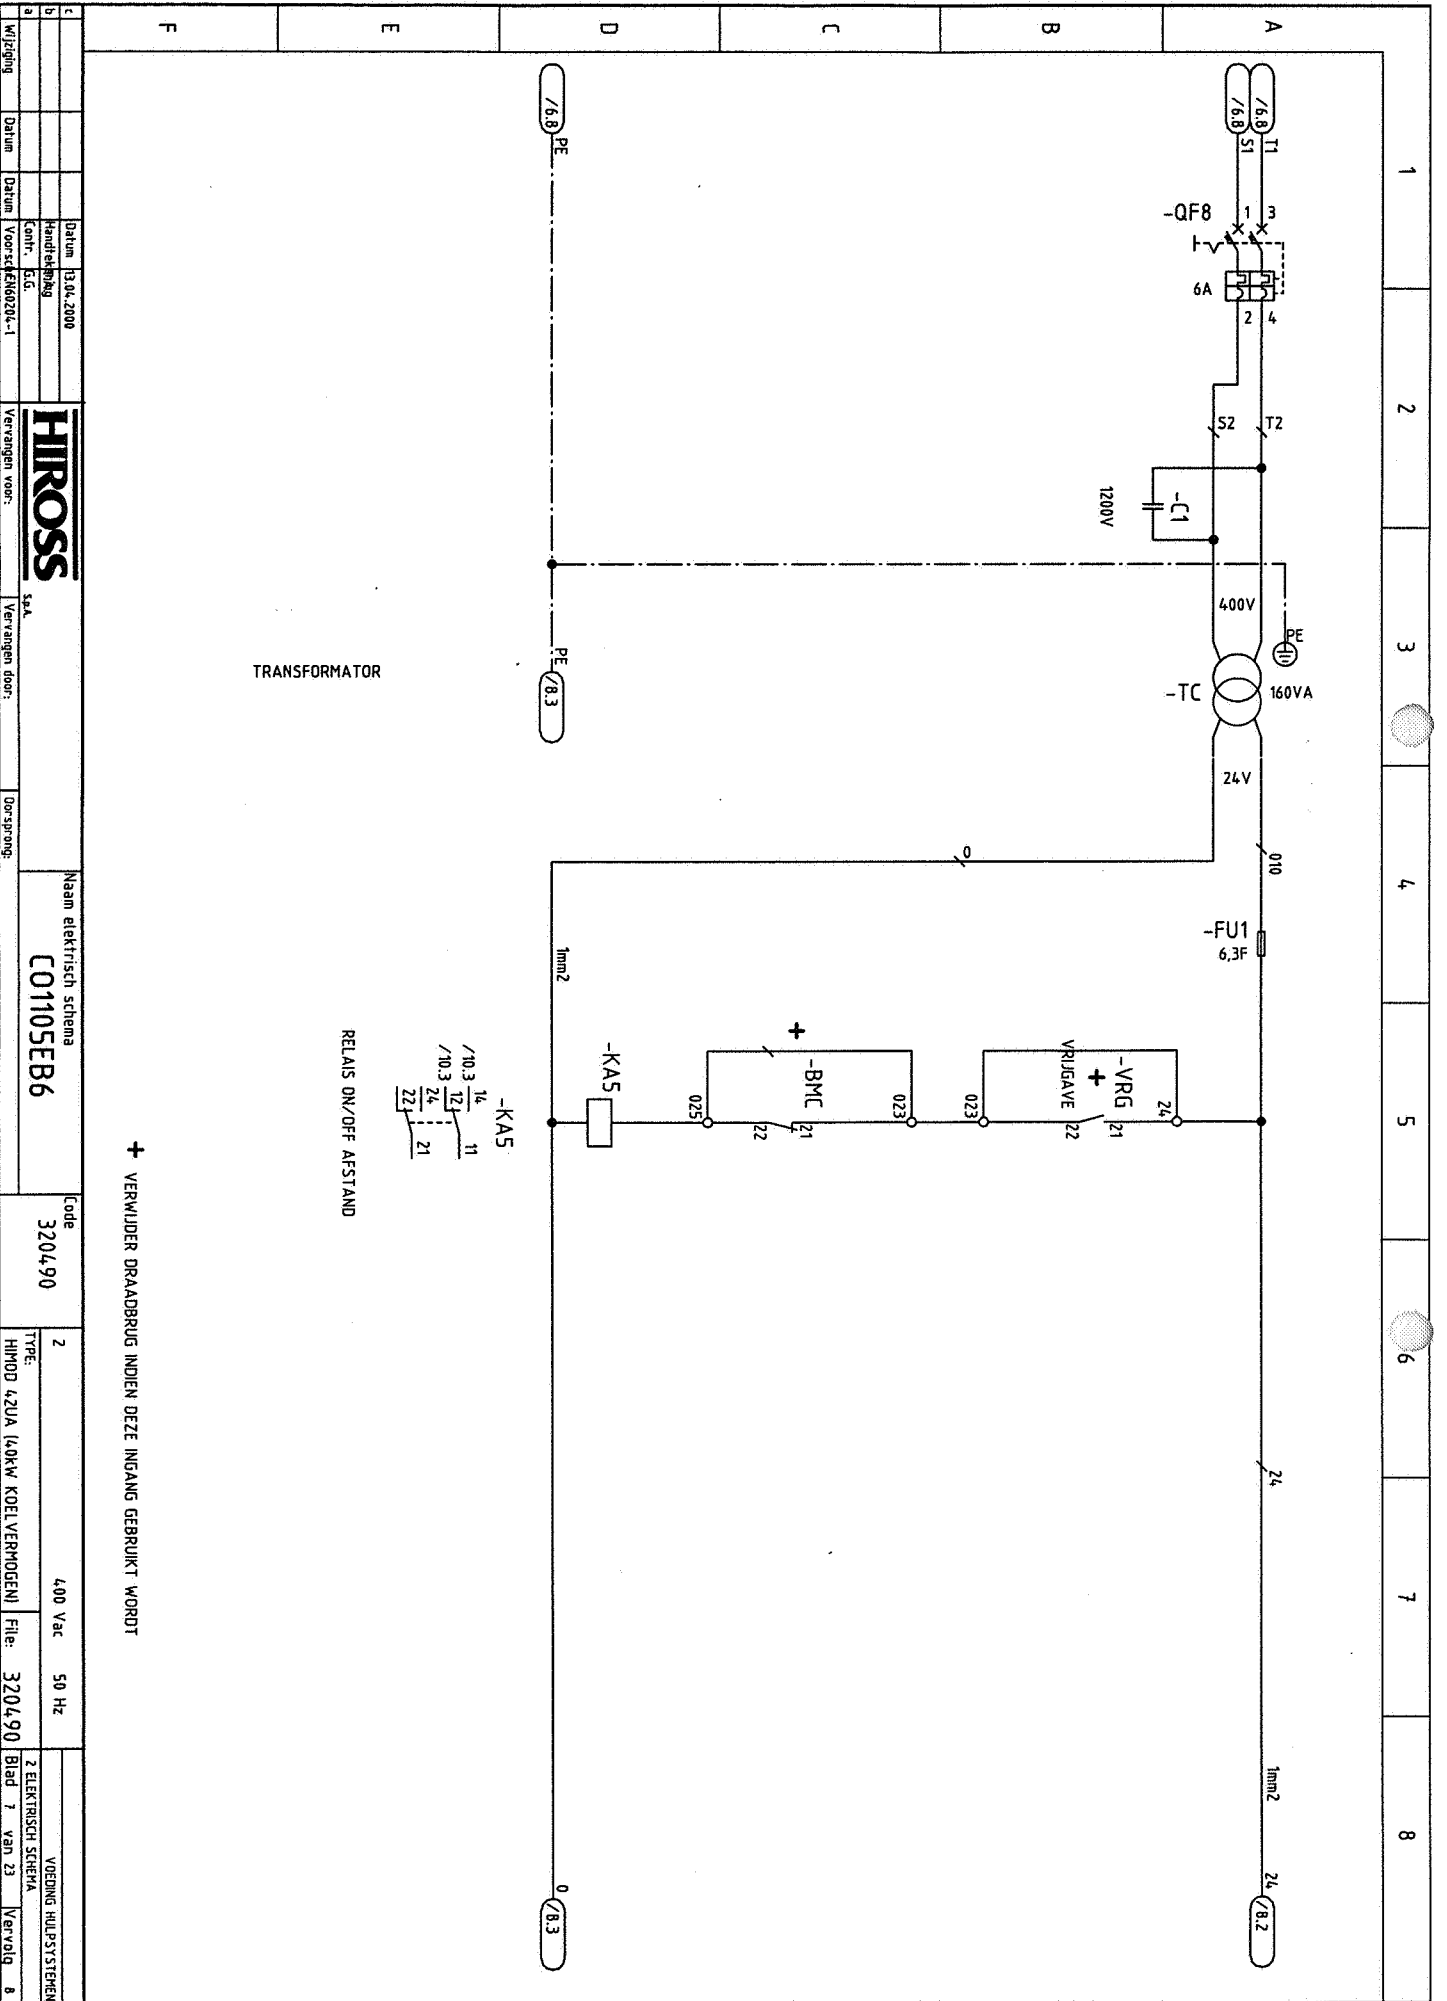 1
2
3
4
5
6
7
8
A
B
C
D
E
F
/6.8
T1
/6.8
S1
-QF8
1
3
6A
2
4
S2
T2
-C1
1200V
400V
PE
-TC
160VA
24V
010
-FU1
6,3F
0
24
1mm2
24
/8.2
-VRG
+
VRIJGAVE
24
21
22
023
023
+
-BMC
21
22
025
-KA5
/6.8
PE
PE
/8.3
1mm2
0
/8.3
TRANSFORMATOR
-KA5
14
/10.3
12
11
/10.3
24
22
21
RELAIS ON/OFF AFSTAND
+ VERWIJDER DRAADBRUG INDIEN DEZE INGANG GEBRUIKT WORDT
c
b
a
Wijziging
Datum
Datum
Datum
13.04.2000
Handtekening
Contr.
G.G.
EN60204-1
HIROSS
S.p.A.
Vervangen voor:
Vervangen door:
Oorsprong:
Naam elektrisch schema
CO1105EB6
Code
320490
2
400 Vac
50 Hz
TYPE:
HIMOD 42UA (40kW KOELVERMOGEN)
File:
320490
VOEDING HULPSYSTEMEN
2 ELEKTRISCH SCHEMA
Blad 7 van 23
Vervolg 8